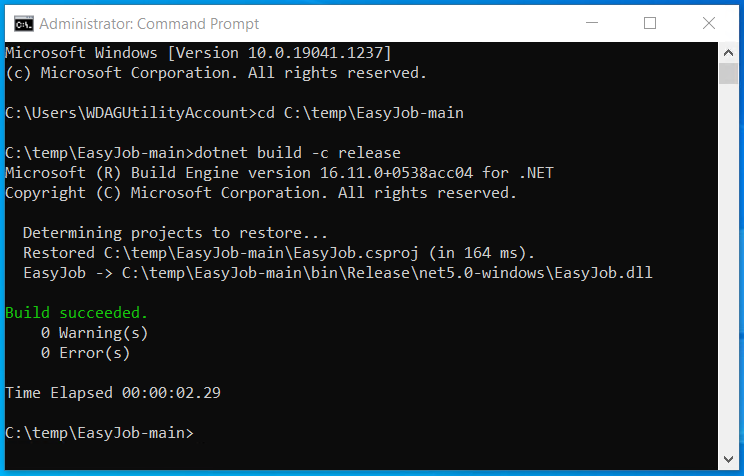 Administrator: Command Prompt
Microsoft Windows [Version 10.0.19041.1237]
(c) Microsoft Corporation. All rights reserved.
C:\Users\WDAGUtilityAccount>cd C:\temp\EasyJob-main
C:\temp\EasyJob-main>dotnet build -c release
Microsoft (R) Build Engine version 16.11.0+0538acc04 for .NET
Copyright (C) Microsoft Corporation. All rights reserved.
Determining projects to restore...
Restored C:\temp\EasyJob-main\EasyJob.csproj (in 164 ms).
EasyJob -> C:\temp\EasyJob-main\bin\Release\net5.0-windows\EasyJob.dll
Build succeeded.
0 Warning(s)
0 Error(s)
Time Elapsed 00:00:02.29
C:\temp\EasyJob-main>